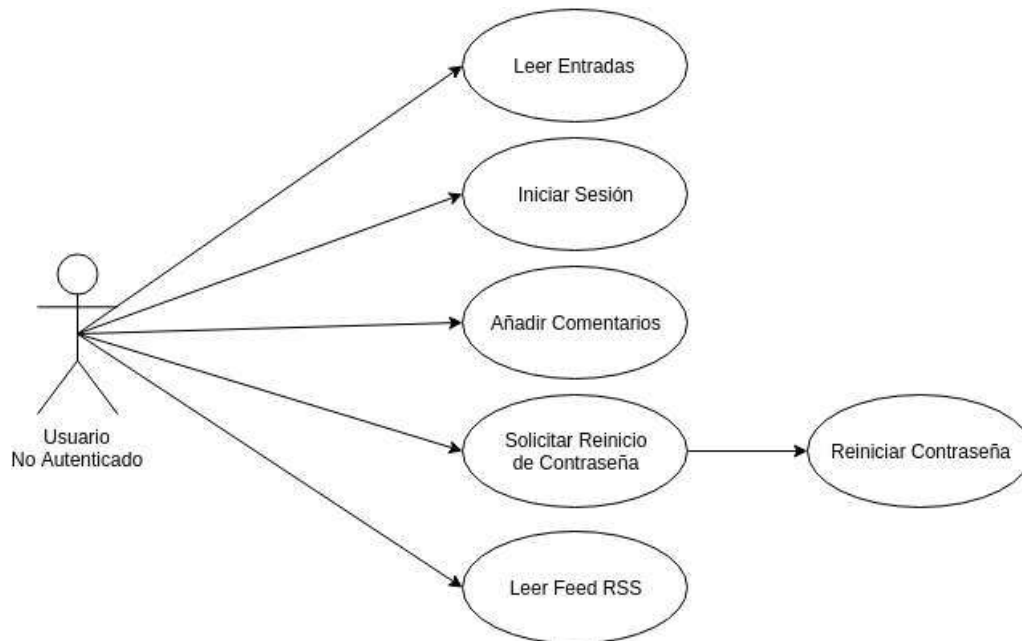 Leer Entradas
Iniciar Sesión
Añadir Comentarios
Usuario
No Autenticado
Solicitar Reinicio
de Contraseña
Reiniciar Contraseña
Leer Feed RSS